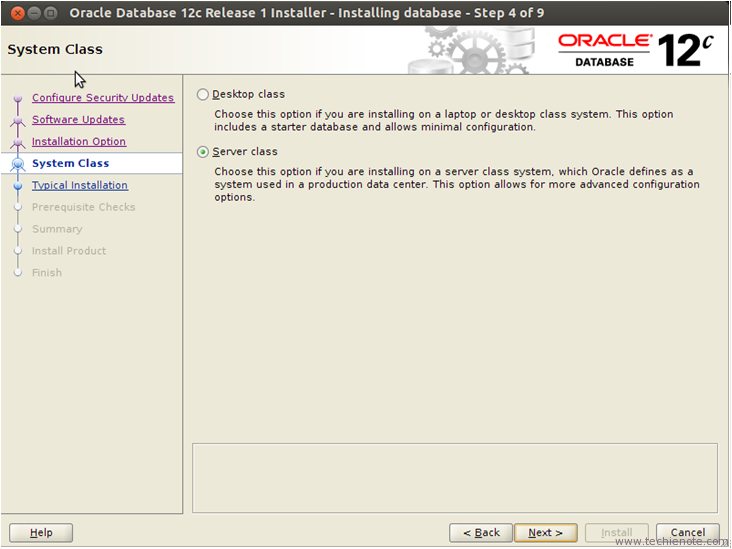 Oracle Database 12c Release 1 Installer - Installing database - Step 4 of 9
System Class
ORACLE®
DATABASE
12c
Configure Security Updates
Software Updates
Installation Option
System Class
Typical Installation
Prerequisite Checks
Summary
Install Product
Finish
Desktop class
Choose this option if you are installing on a laptop or desktop class system. This option
includes a starter database and allows minimal configuration.
Server class
Choose this option if you are installing on a server class system, which Oracle defines as a
system used in a production data center. This option allows for more advanced configuration
options.
Help
< Back
Next >
Install
Cancel
www.techienote.com